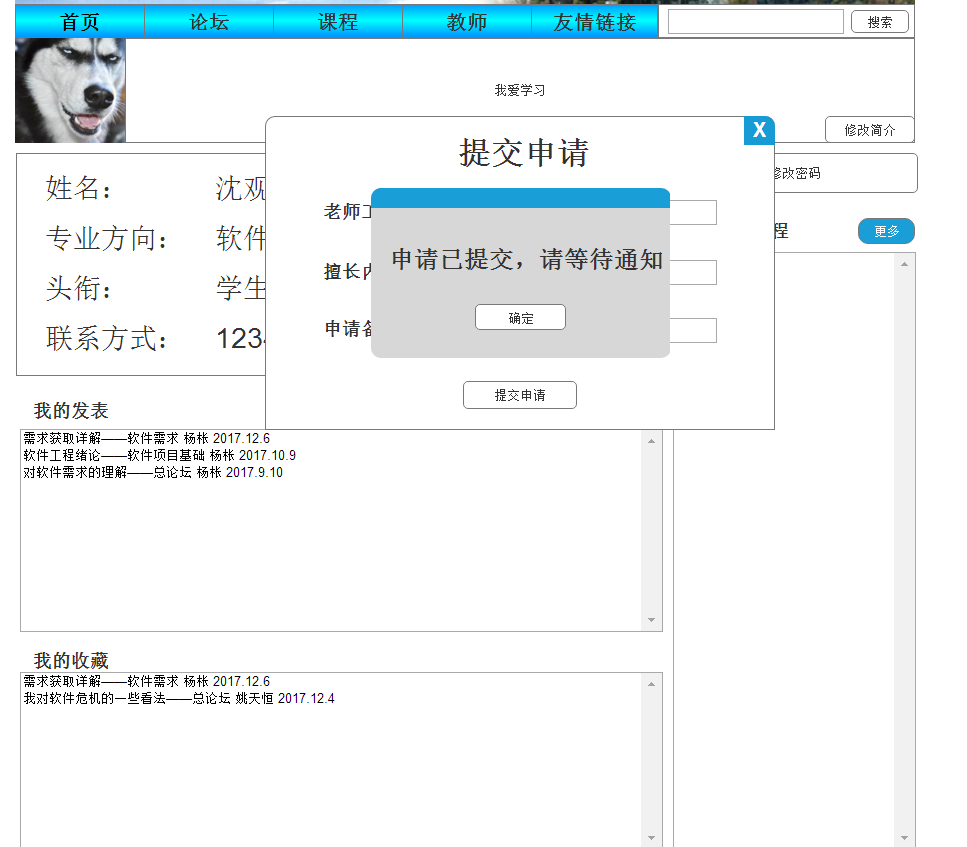 首页 论坛 课程 教师 友情链接 搜索
我爱学习
修改简介
提交申请 X
修改密码
姓名： 沈观
老师工
专业方向： 软件
程 更多
申请已提交，请等待通知
擅长内
头衔： 学生
确定
申请备
联系方式： 1234
提交申请
我的发表
需求获取详解——软件需求 杨枨 2017.12.6
软件工程绪论——软件项目基础 杨枨 2017.10.9
对软件需求的理解——总论坛 杨枨 2017.9.10
我的收藏
需求获取详解——软件需求 杨枨 2017.12.6
我对软件危机的一些看法——总论坛 姚天恒 2017.12.4